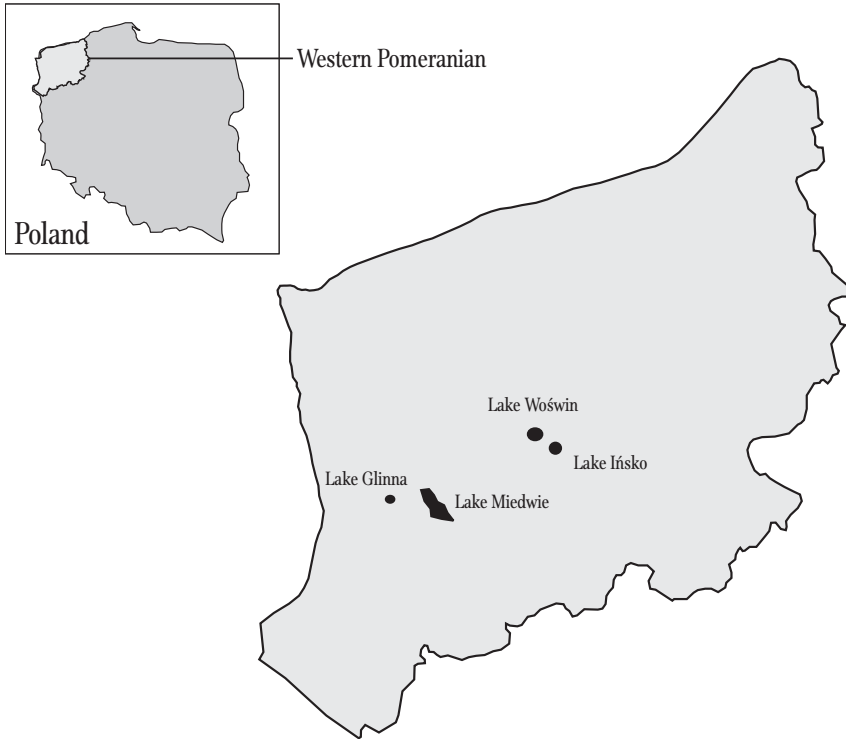 Western Pomeranian
Poland
Lake Woświn
Lake Ińsko
Lake Glinna
Lake Miedwie